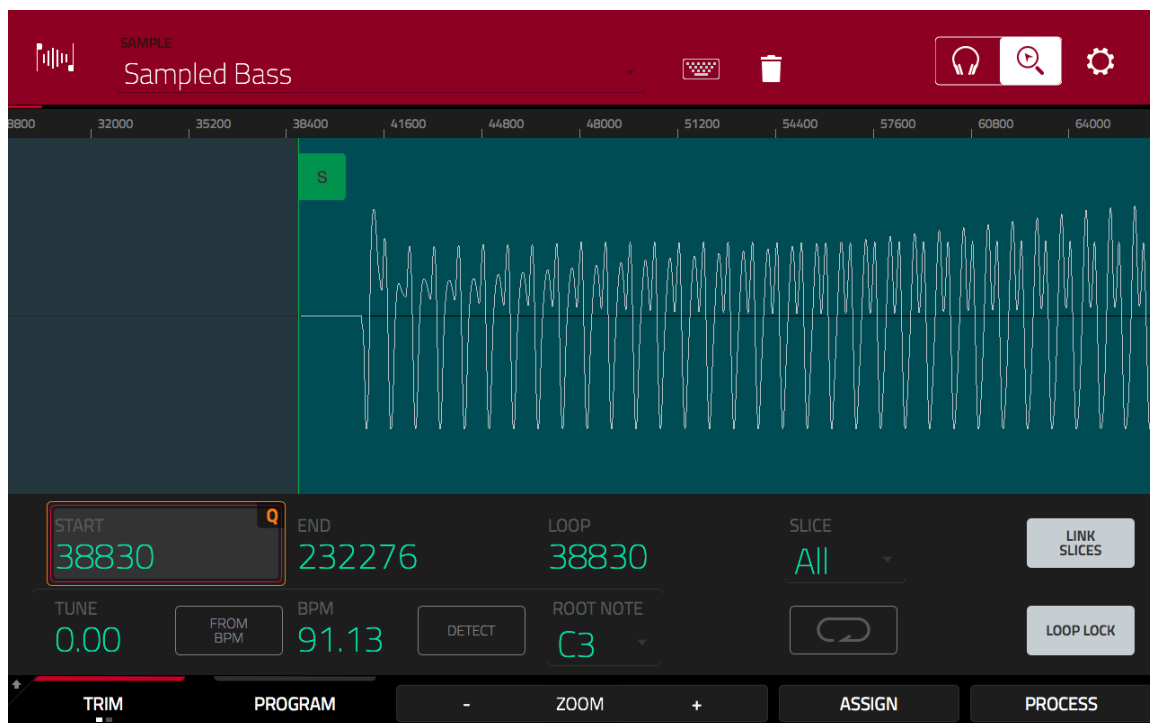 SAMPLE
Sampled Bass
8800 32000 35200 38400 41600 44800 48000 51200 54400 57600 60800 64000
S
START Q END LOOP SLICE LINK
38830 232276 38830 All SLICES
TUNE FROM BPM DETECT ROOT NOTE LOOP LOCK
0.00 BPM 91.13 C3
TRIM PROGRAM - ZOOM + ASSIGN PROCESS